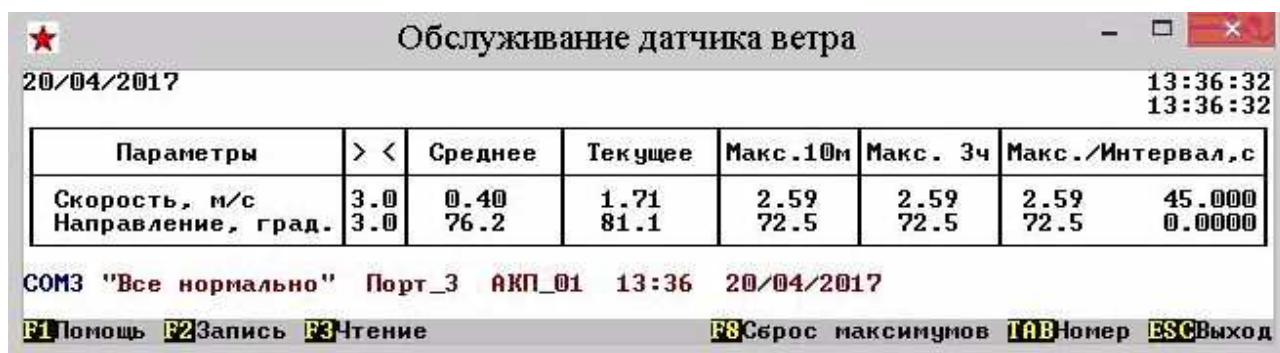 Обслуживание датчика ветра
20/04/2017 13:36:32
13:36:32
Параметры > < Среднее Текущее Макс.10м Макс. 3ч Макс./Интервал,с
Скорость, м/с 3.0 0.40 1.71 2.59 2.59 2.59 45.000
Направление, град. 3.0 76.2 81.1 72.5 72.5 72.5 0.0000
COM3 "Все нормально" Порт_3 АКП_01 13:36 20/04/2017
F1Помощь F2Запись F3Чтение F8Сброс максимумов TABНомер ESCВыход